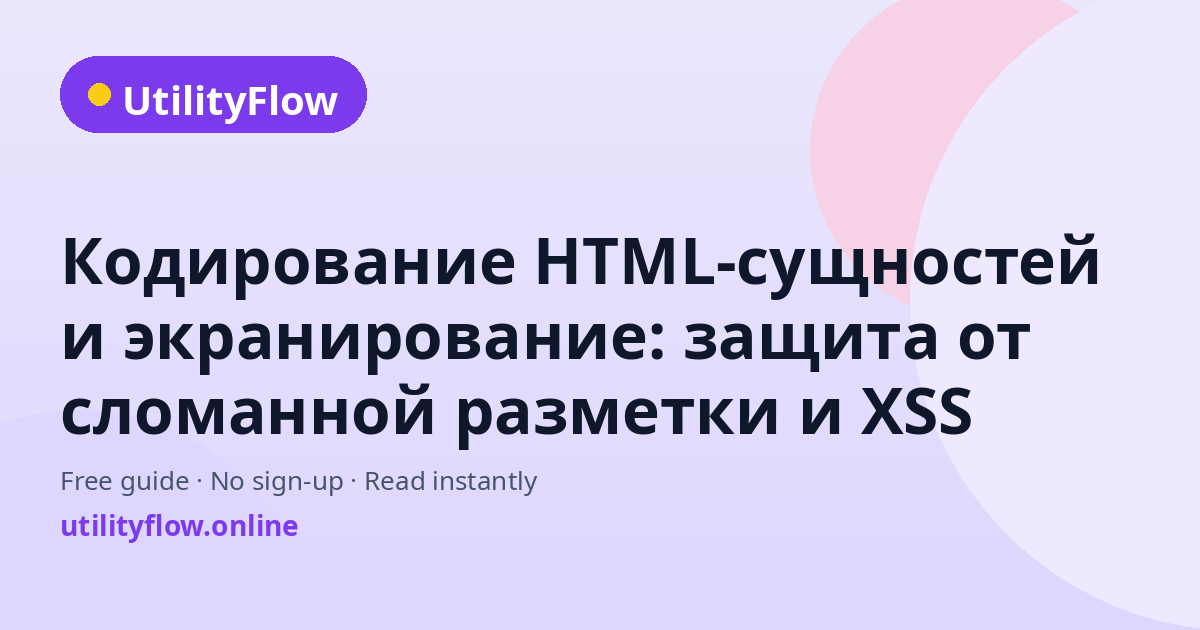 UtilityFlow
Кодирование HTML-сущностей
и экранирование: защита от
сломанной разметки и XSS
Free guide · No sign-up · Read instantly
utilityflow.online